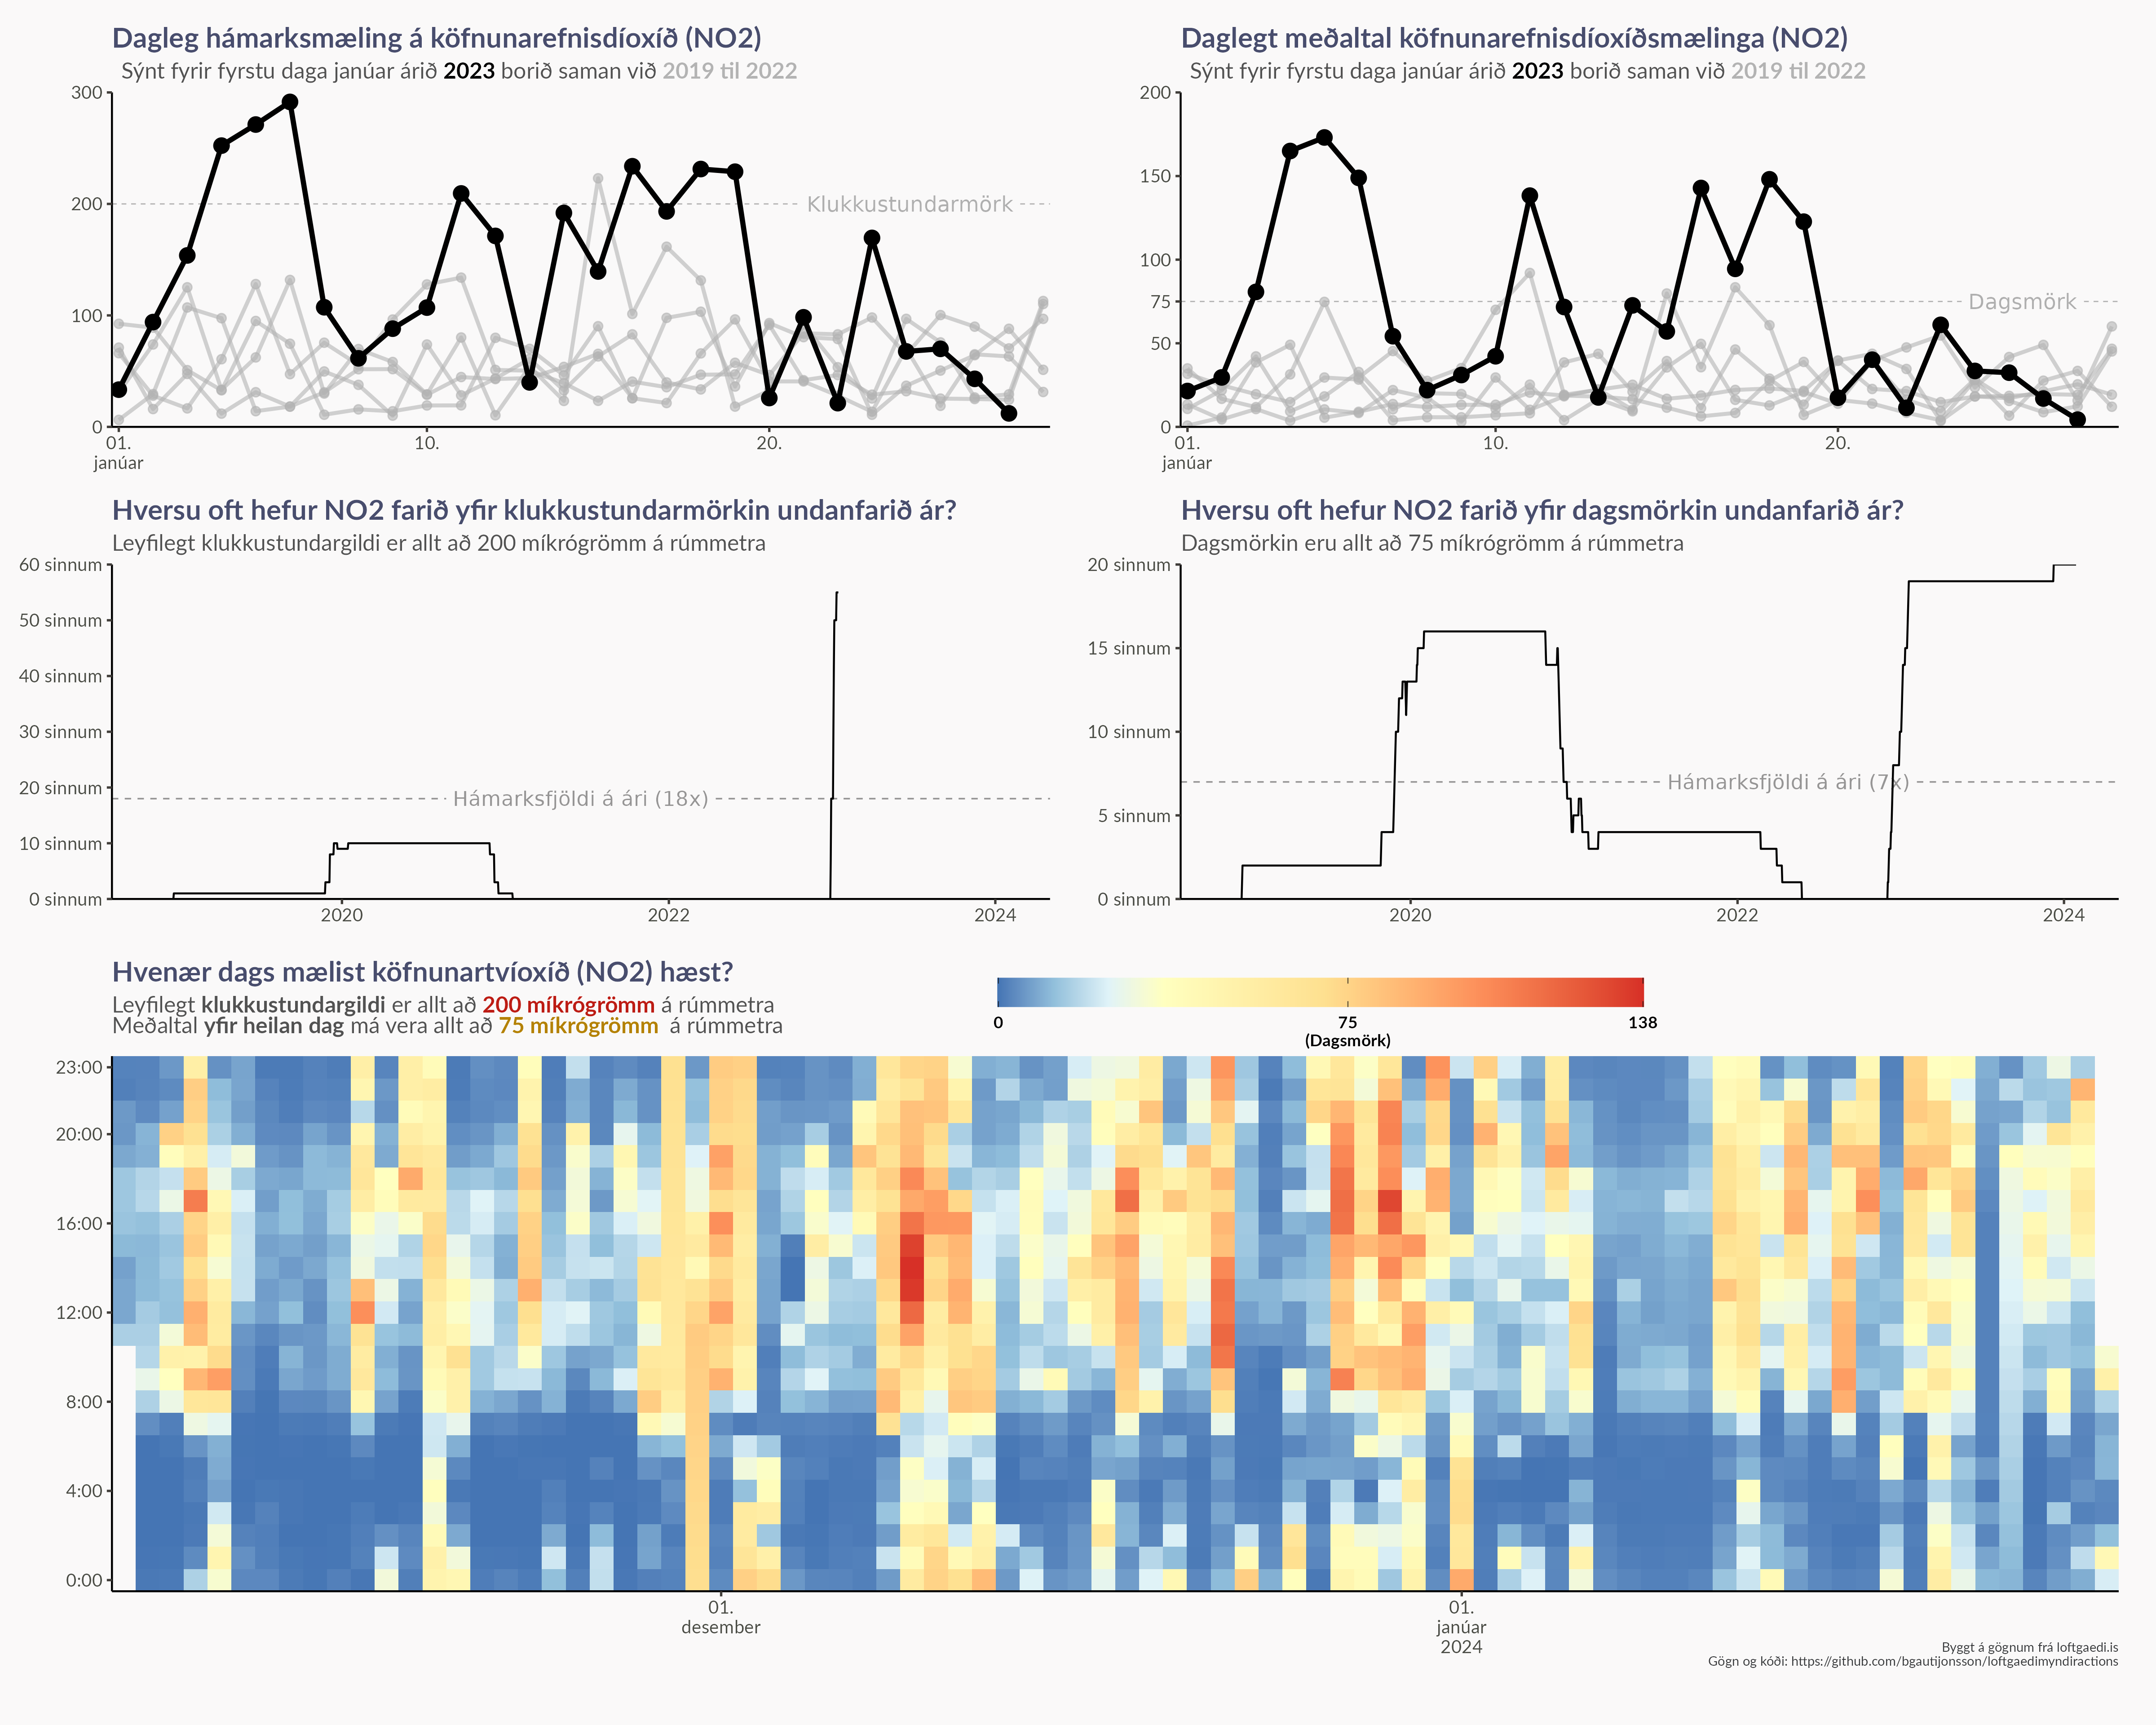 Dagleg hámarksmæling á köfnunarefnisdíoxíð (NO2)
Sýnt fyrir fyrstu daga janúar árið 2023 borið saman við 2019 til 2022
300
200
100
0
Klukkustundarmörk
01.
janúar
10.
20.
Daglegt meðaltal köfnunarefnisdíoxíðsmælinga (NO2)
Sýnt fyrir fyrstu daga janúar árið 2023 borið saman við 2019 til 2022
200
150
100
75
50
0
Dagsmörk
01.
janúar
10.
20.
Hversu oft hefur NO2 farið yfir klukkustundarmörkin undanfarið ár?
Leyfilegt klukkustundargildi er allt að 200 míkrógrömm á rúmmetra
60 sinnum
50 sinnum
40 sinnum
30 sinnum
20 sinnum
10 sinnum
0 sinnum
Hámarksfjöldi á ári (18x)
2020
2022
2024
Hversu oft hefur NO2 farið yfir dagsmörkin undanfarið ár?
Dagsmörkin eru allt að 75 míkrógrömm á rúmmetra
20 sinnum
15 sinnum
10 sinnum
5 sinnum
0 sinnum
Hámarksfjöldi á ári (7x)
2020
2022
2024
Hvenær dags mælist köfnunartvíoxíð (NO2) hæst?
Leyfilegt klukkustundargildi er allt að 200 míkrógrömm á rúmmetra
Meðaltal yfir heilan dag má vera allt að 75 míkrógrömm á rúmmetra
0
75
(Dagsmörk)
138
23:00
20:00
16:00
12:00
8:00
4:00
0:00
01.
desember
01.
janúar
2024
Byggt á gögnum frá loftgaedi.is
Gögn og kóði: https://github.com/bgautijonsson/loftgaedimyndiractions